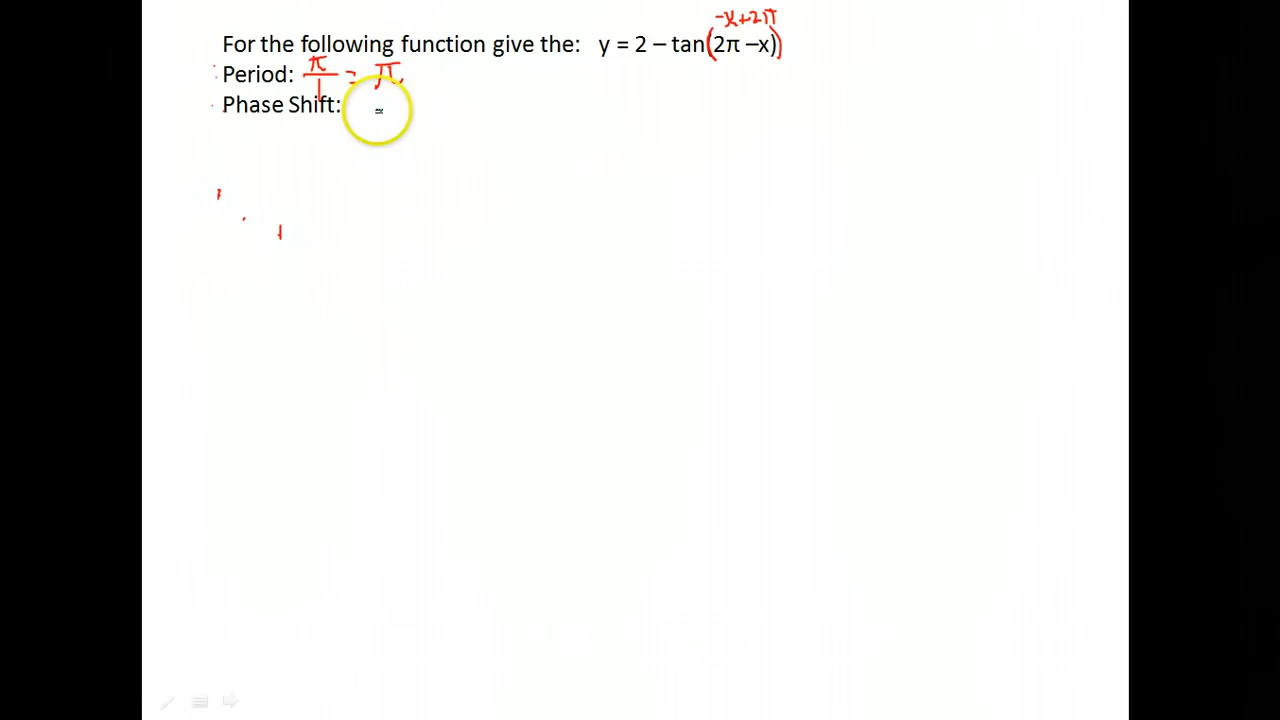 -x+2π
For the following function give the: y = 2 – tan(2π –x))
Period: π/1 = π
Phase Shift: